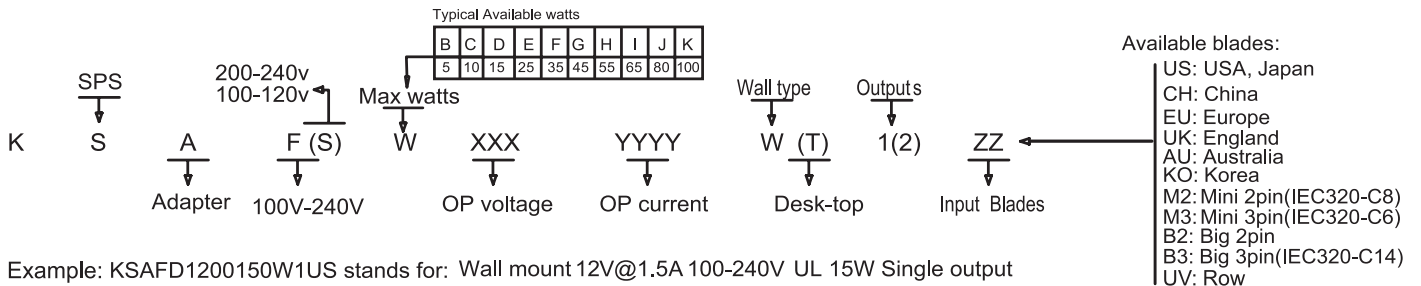 Typical Available watts
B C D E F G H I J K
5 10 15 25 35 45 55 65 80 100
SPS
200-240v
100-120v
Max watts
Wall type
Outputs
K S A F (S) W XXX YYYY W (T) 1(2) ZZ
Adapter
100V-240V
OP voltage
OP current
Desk-top
Input Blades
Available blades:
US: USA, Japan
CH: China
EU: Europe
UK: England
AU: Australia
KO: Korea
M2: Mini 2pin(IEC320-C8)
M3: Mini 3pin(IEC320-C6)
B2: Big 2pin
B3: Big 3pin(IEC320-C14)
UV: Row
Example: KSAFD1200150W1US stands for: Wall mount 12V@1.5A 100-240V UL 15W Single output